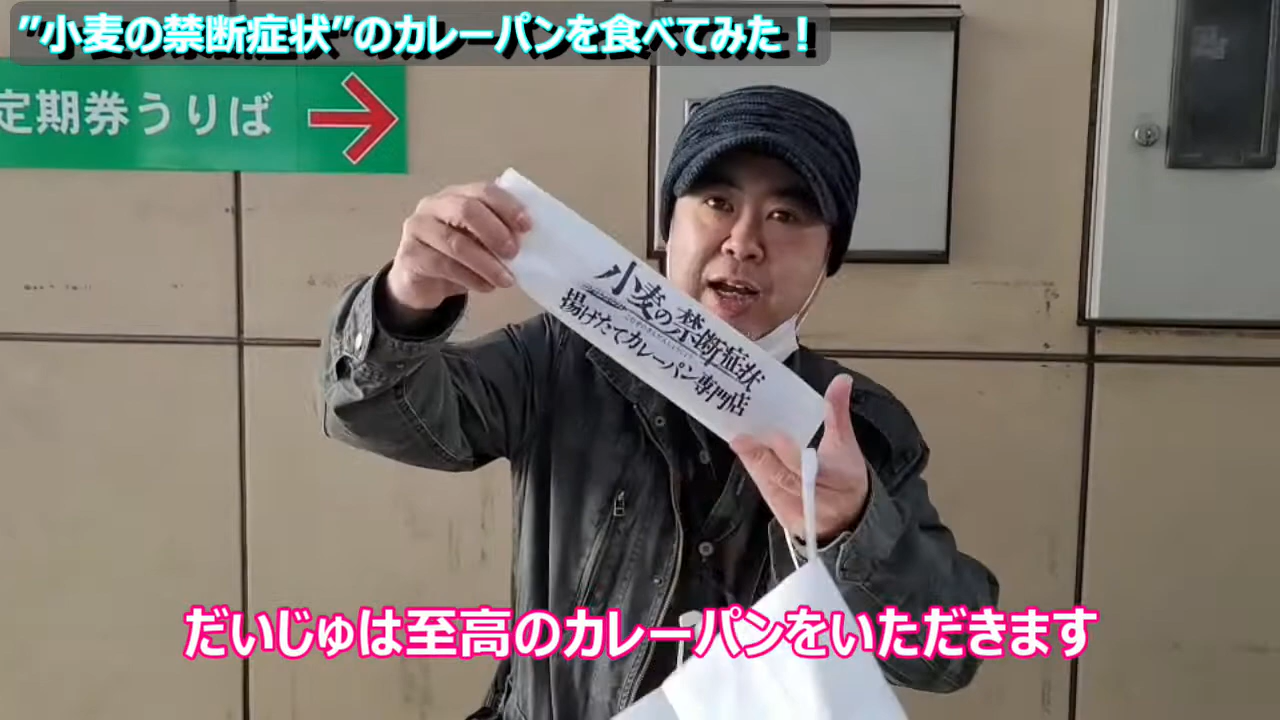 ”小麦の禁断症状”のカレーパンを食べてみた！
定期券うりば
小麦の禁断症状
揚げたてカレーパン専門店
だいじゅは至高のカレーパンをいただきます